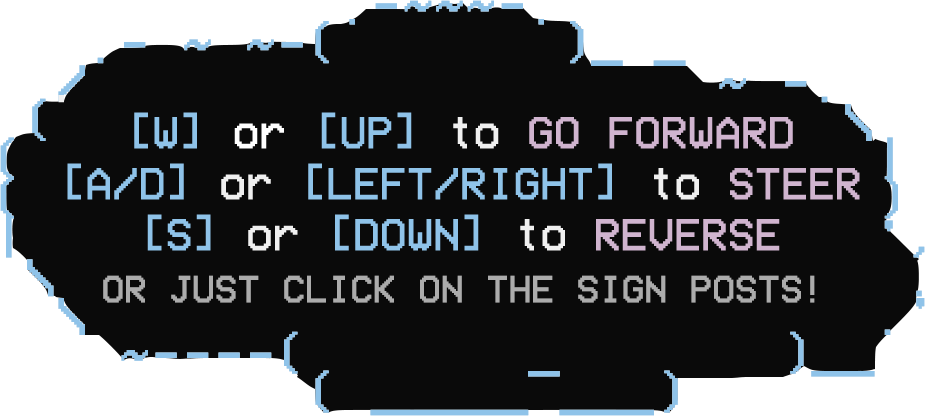 [W] or [UP] to GO FORWARD
[A/D] or [LEFT/RIGHT] to STEER
[S] or [DOWN] to REVERSE
OR JUST CLICK ON THE SIGN POSTS!